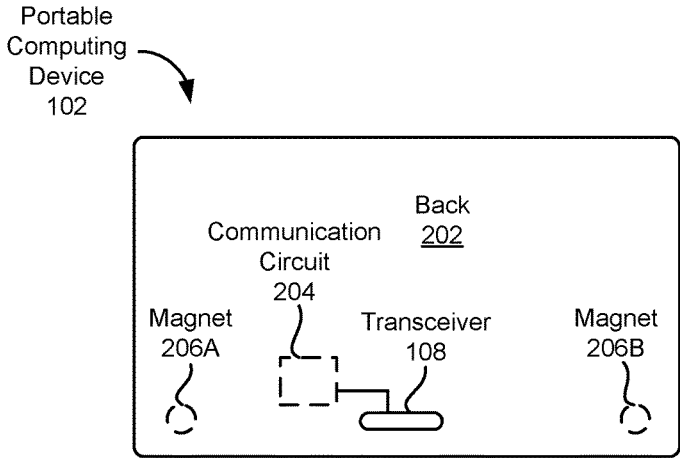 Portable
Computing
Device
102
Back
202
Communication
Circuit
204
Magnet
206A
Transceiver
108
Magnet
206B